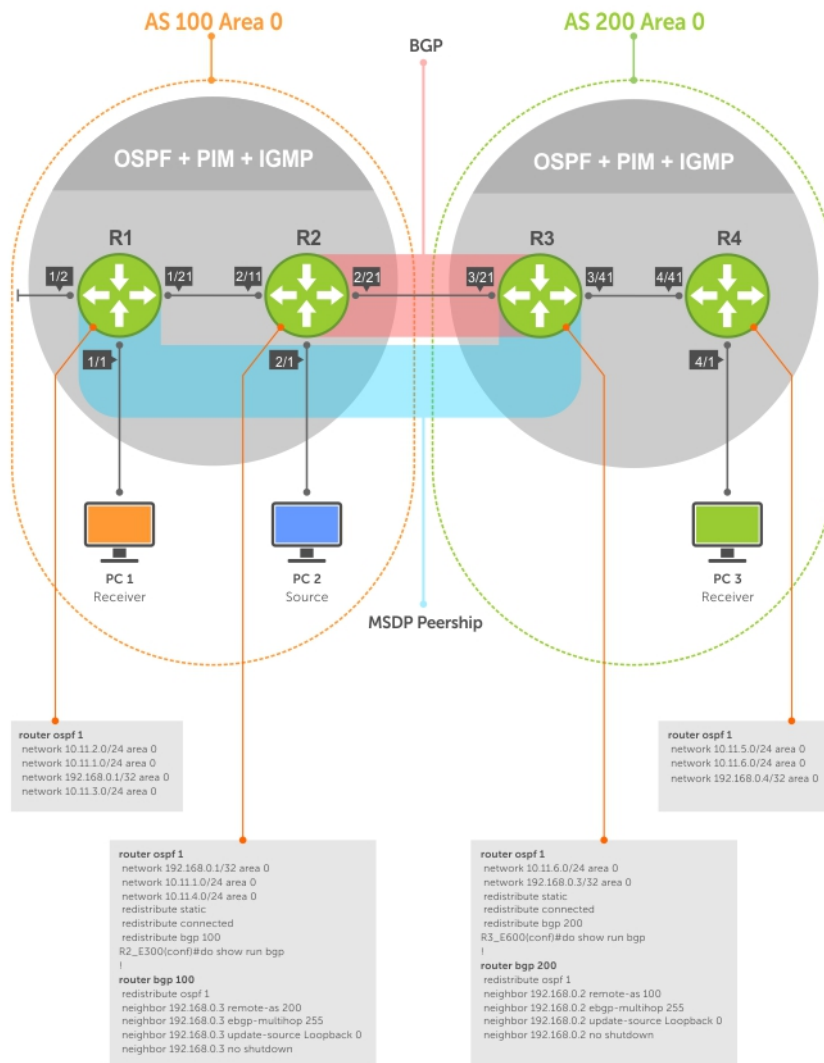 AS 100 Area 0
AS 200 Area 0
BGP
OSPF + PIM + IGMP
OSPF + PIM + IGMP
R1
R2
R3
R4
1/2
1/21
2/11
2/21
3/21
3/41
4/41
1/1
2/1
4/1
PC 1
Receiver
PC 2
Source
PC 3
Receiver
MSDP Peership
router ospf 1
network 10.11.2.0/24 area 0
network 10.11.1.0/24 area 0
network 192.168.0.1/32 area 0
network 10.11.3.0/24 area 0
router ospf 1
network 10.11.5.0/24 area 0
network 10.11.6.0/24 area 0
network 192.168.0.4/32 area 0
router ospf 1
network 192.168.0.1/32 area 0
network 10.11.1.0/24 area 0
network 10.11.4.0/24 area 0
redistribute static
redistribute connected
redistribute bgp 100
R2_E300(conf)#do show run bgp
!
router bgp 100
redistribute ospf 1
neighbor 192.168.0.3 remote-as 200
neighbor 192.168.0.3 ebgp-multihop 255
neighbor 192.168.0.3 update-source Loopback 0
neighbor 192.168.0.3 no shutdown
router ospf 1
network 10.11.6.0/24 area 0
network 192.168.0.3/32 area 0
redistribute static
redistribute connected
redistribute bgp 200
R3_E600(conf)#do show run bgp
!
router bgp 200
redistribute ospf 1
neighbor 192.168.0.2 remote-as 100
neighbor 192.168.0.2 ebgp-multihop 255
neighbor 192.168.0.2 update-source Loopback 0
neighbor 192.168.0.2 no shutdown